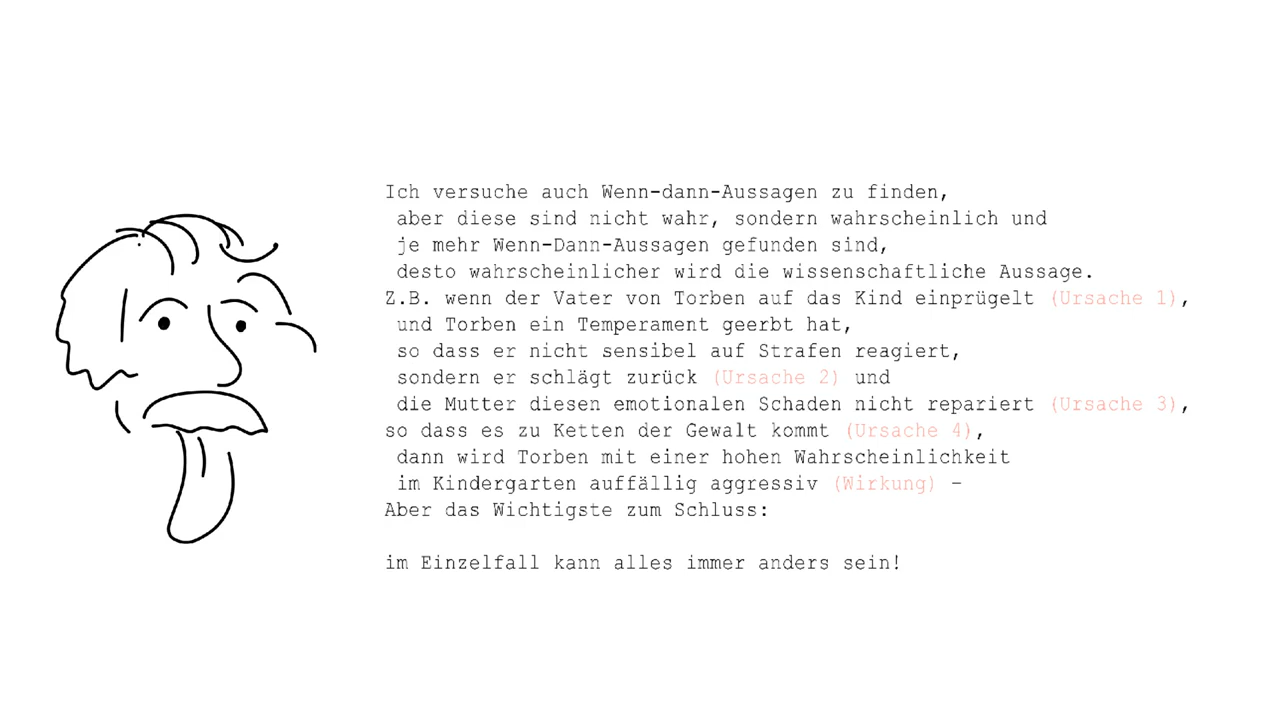 Ich versuche auch Wenn-dann-Aussagen zu finden,
aber diese sind nicht wahr, sondern wahrscheinlich und
je mehr Wenn-Dann-Aussagen gefunden sind,
desto wahrscheinlicher wird die wissenschaftliche Aussage.
Z.B. wenn der Vater von Torben auf das Kind einprügelt (Ursache 1),
und Torben ein Temperament geerbt hat,
so dass er nicht sensibel auf Strafen reagiert,
sondern er schlägt zurück (Ursache 2) und
die Mutter diesen emotionalen Schaden nicht repariert (Ursache 3),
so dass es zu Ketten der Gewalt kommt (Ursache 4),
dann wird Torben mit einer hohen Wahrscheinlichkeit
im Kindergarten auffällig aggressiv (Wirkung) –
Aber das Wichtigste zum Schluss:
im Einzelfall kann alles immer anders sein!